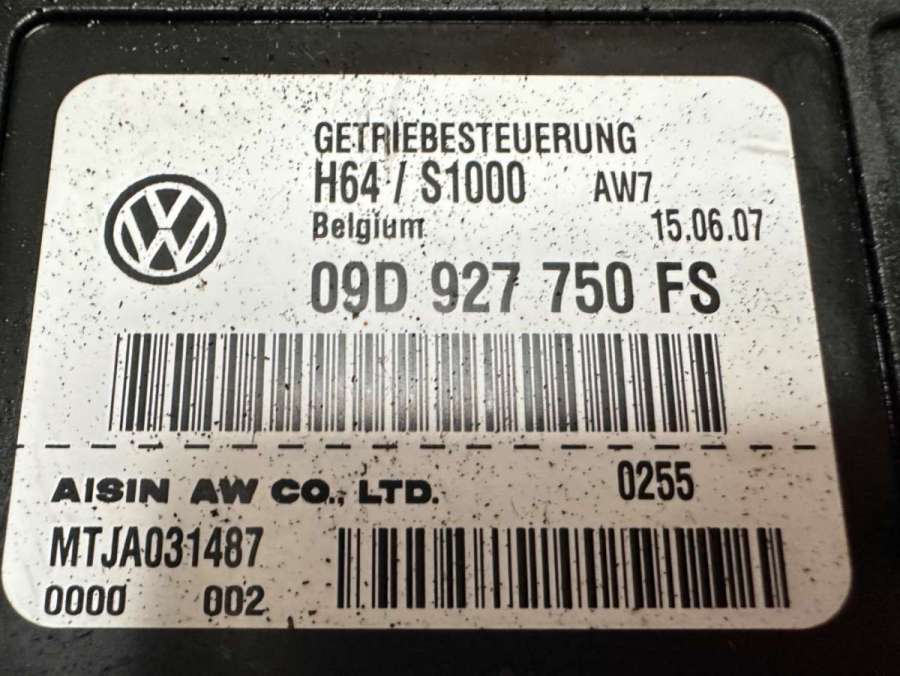 GETRIEBESTEUERUNG
H64 / S1000 AW7
Belgium 15.06.07
09D 927 750 FS
AISIN AW CO., LTD. 0255
MTJA031487
0000 002